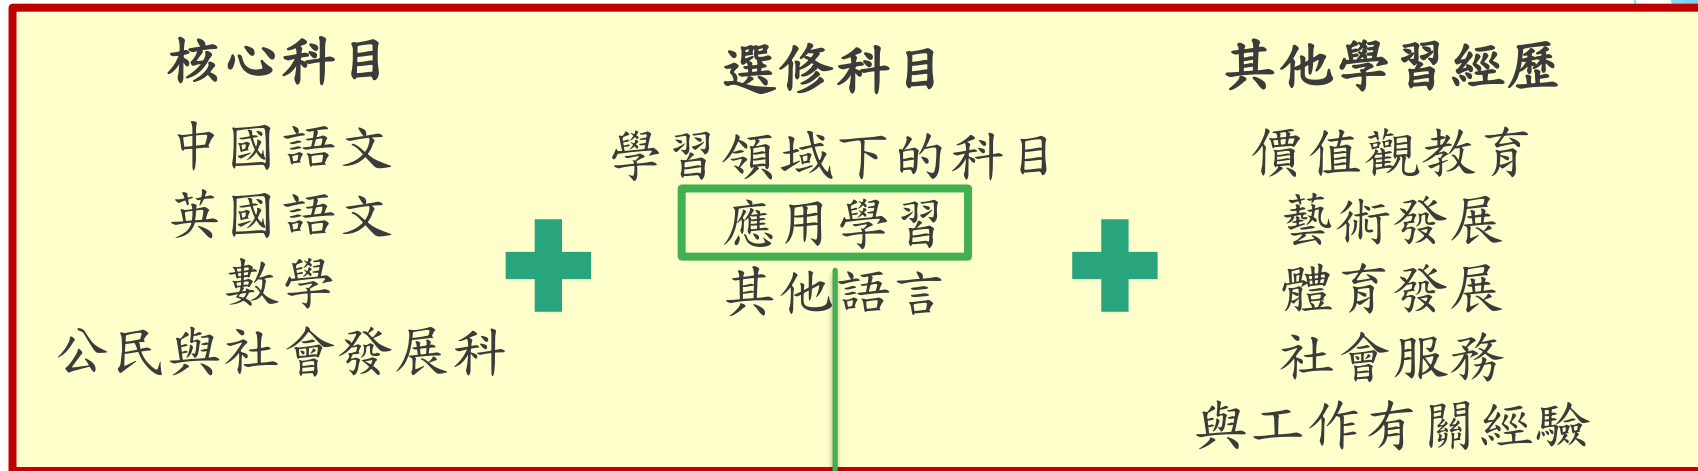 核心科目
中國語文
英國語文
數學
公民與社會發展科
選修科目
學習領域下的科目
應用學習
其他語言
其他學習經歷
價值觀教育
藝術發展
體育發展
社會服務
與工作有關經驗